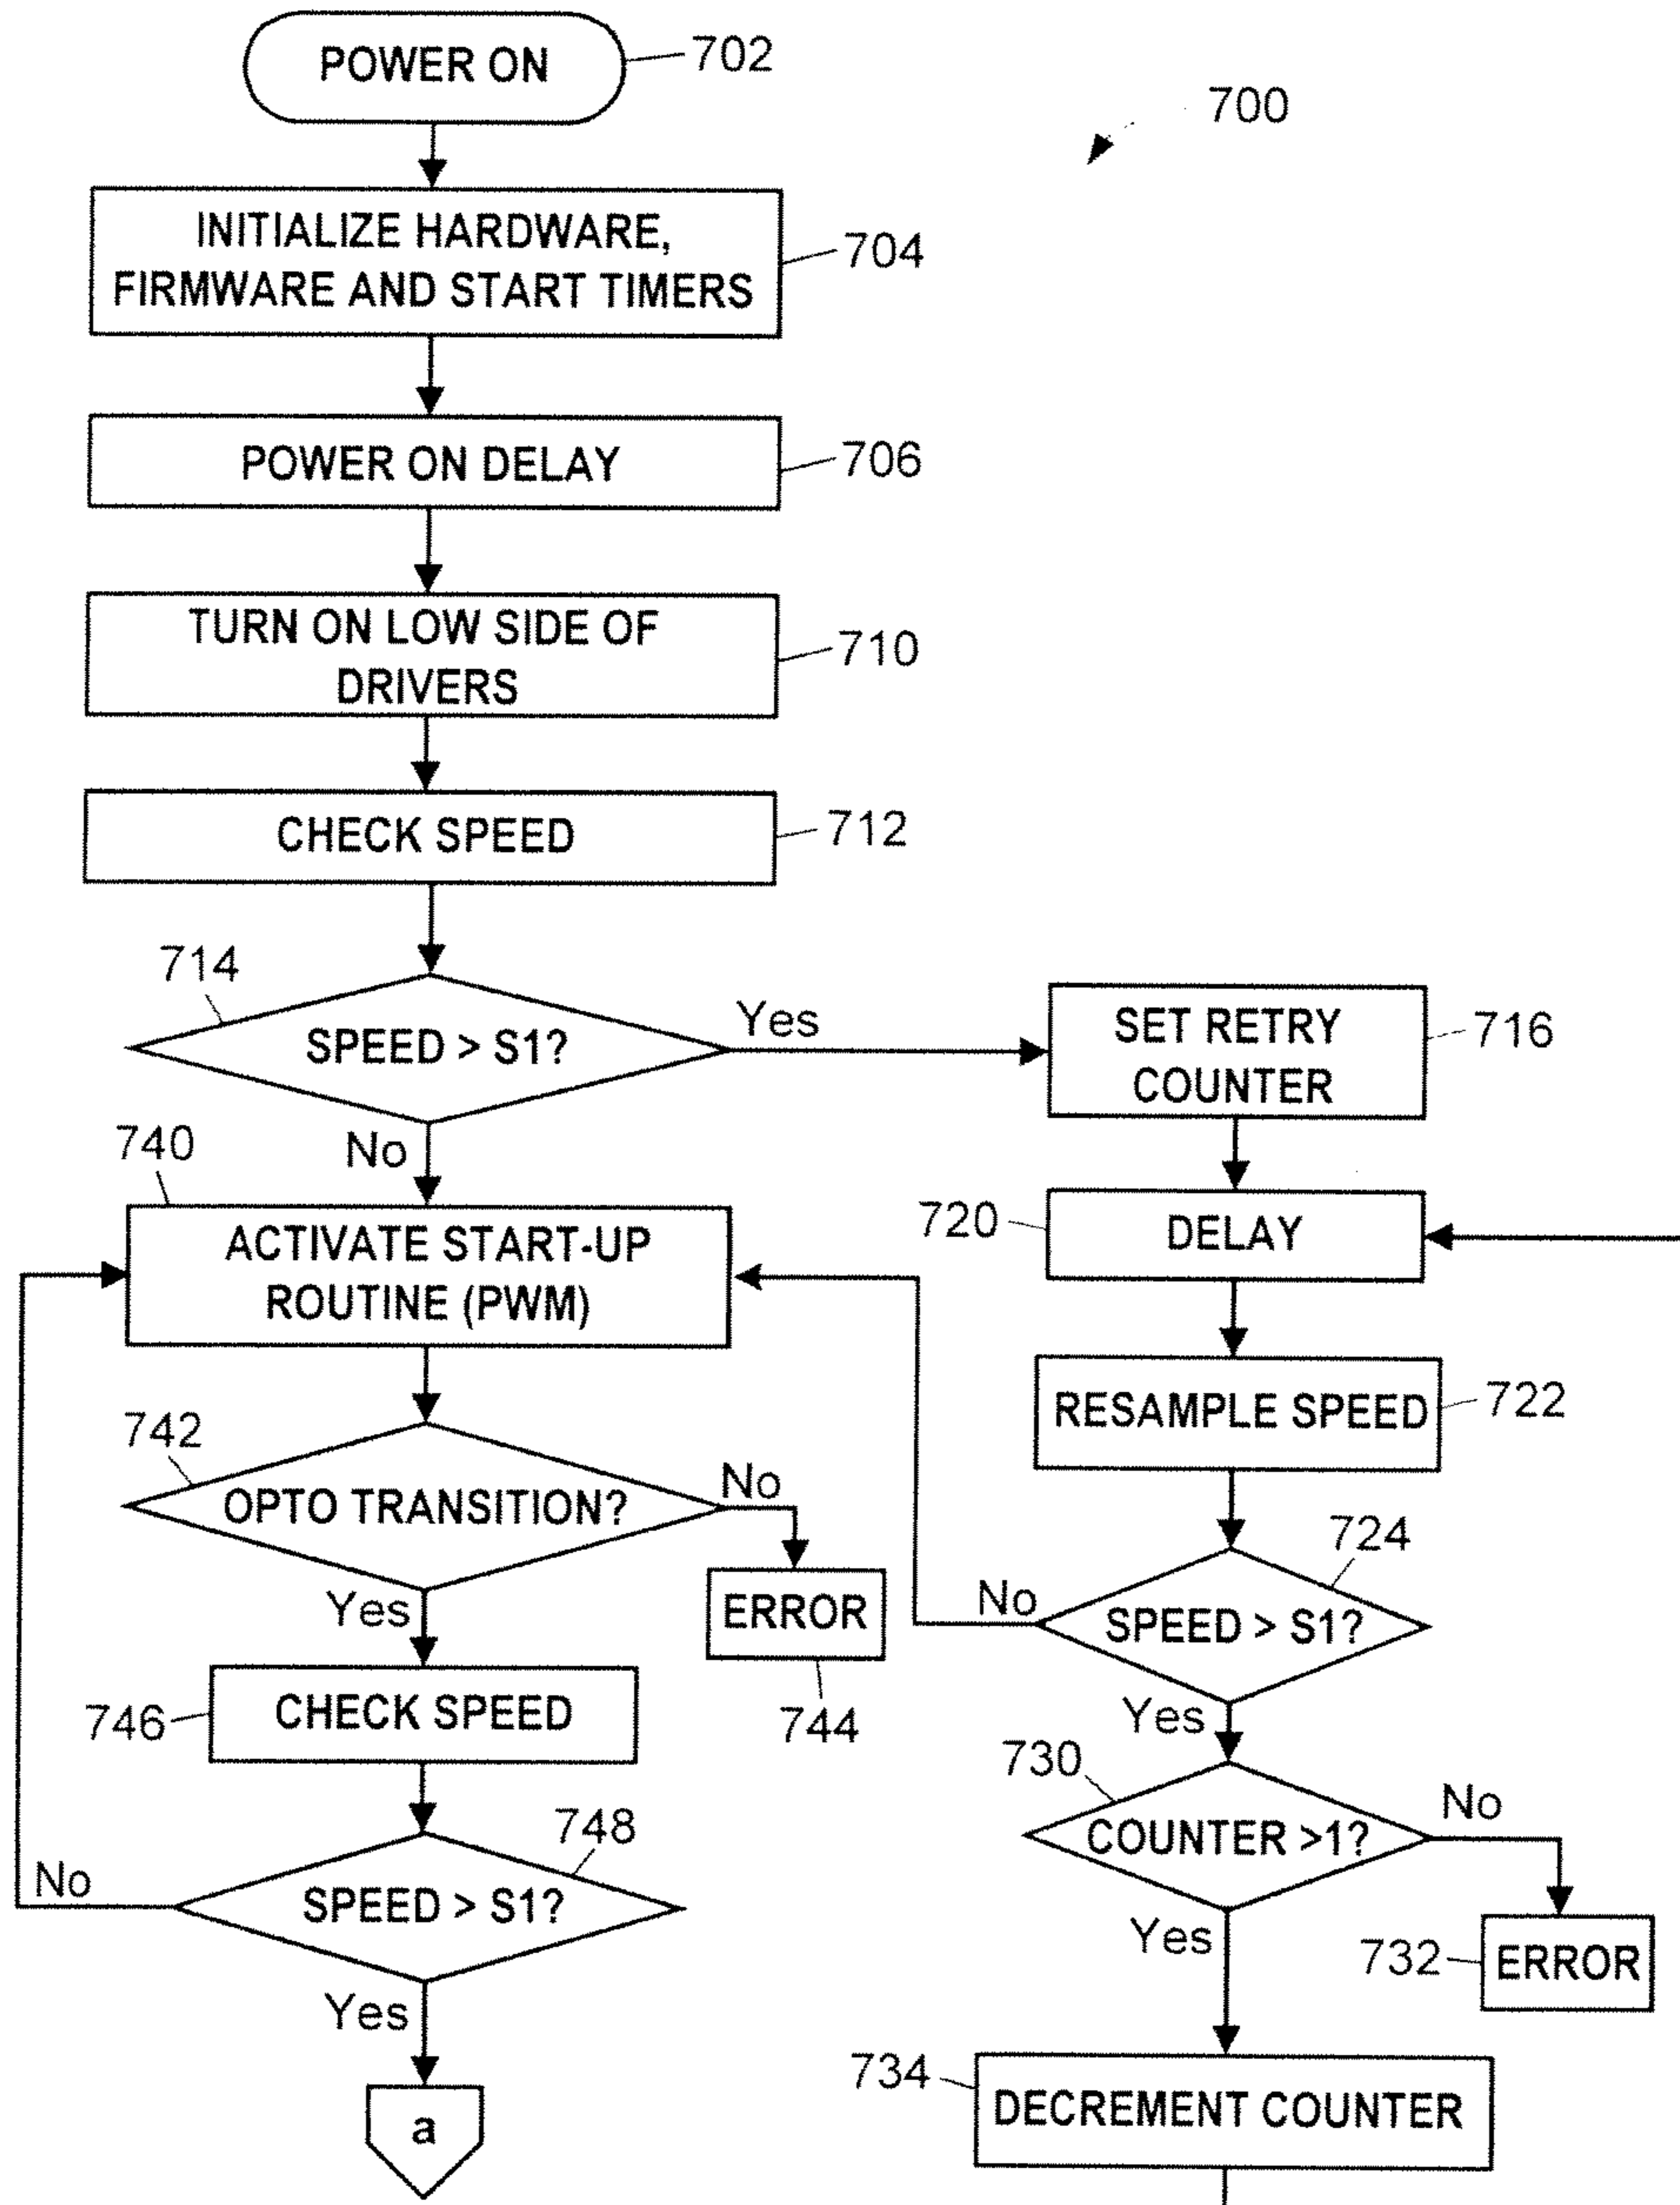 POWER ON
702
700
INITIALIZE HARDWARE,
FIRMWARE AND START TIMERS
704
POWER ON DELAY
706
TURN ON LOW SIDE OF
DRIVERS
710
CHECK SPEED
712
714
SPEED > S1?
Yes
No
SET RETRY
COUNTER
716
740
ACTIVATE START-UP
ROUTINE (PWM)
720
DELAY
RESAMPLE SPEED
722
742
OPTO TRANSITION?
No
Yes
ERROR
744
724
SPEED > S1?
No
Yes
746
CHECK SPEED
730
COUNTER >1?
No
Yes
732
ERROR
748
SPEED > S1?
No
Yes
a
734
DECREMENT COUNTER